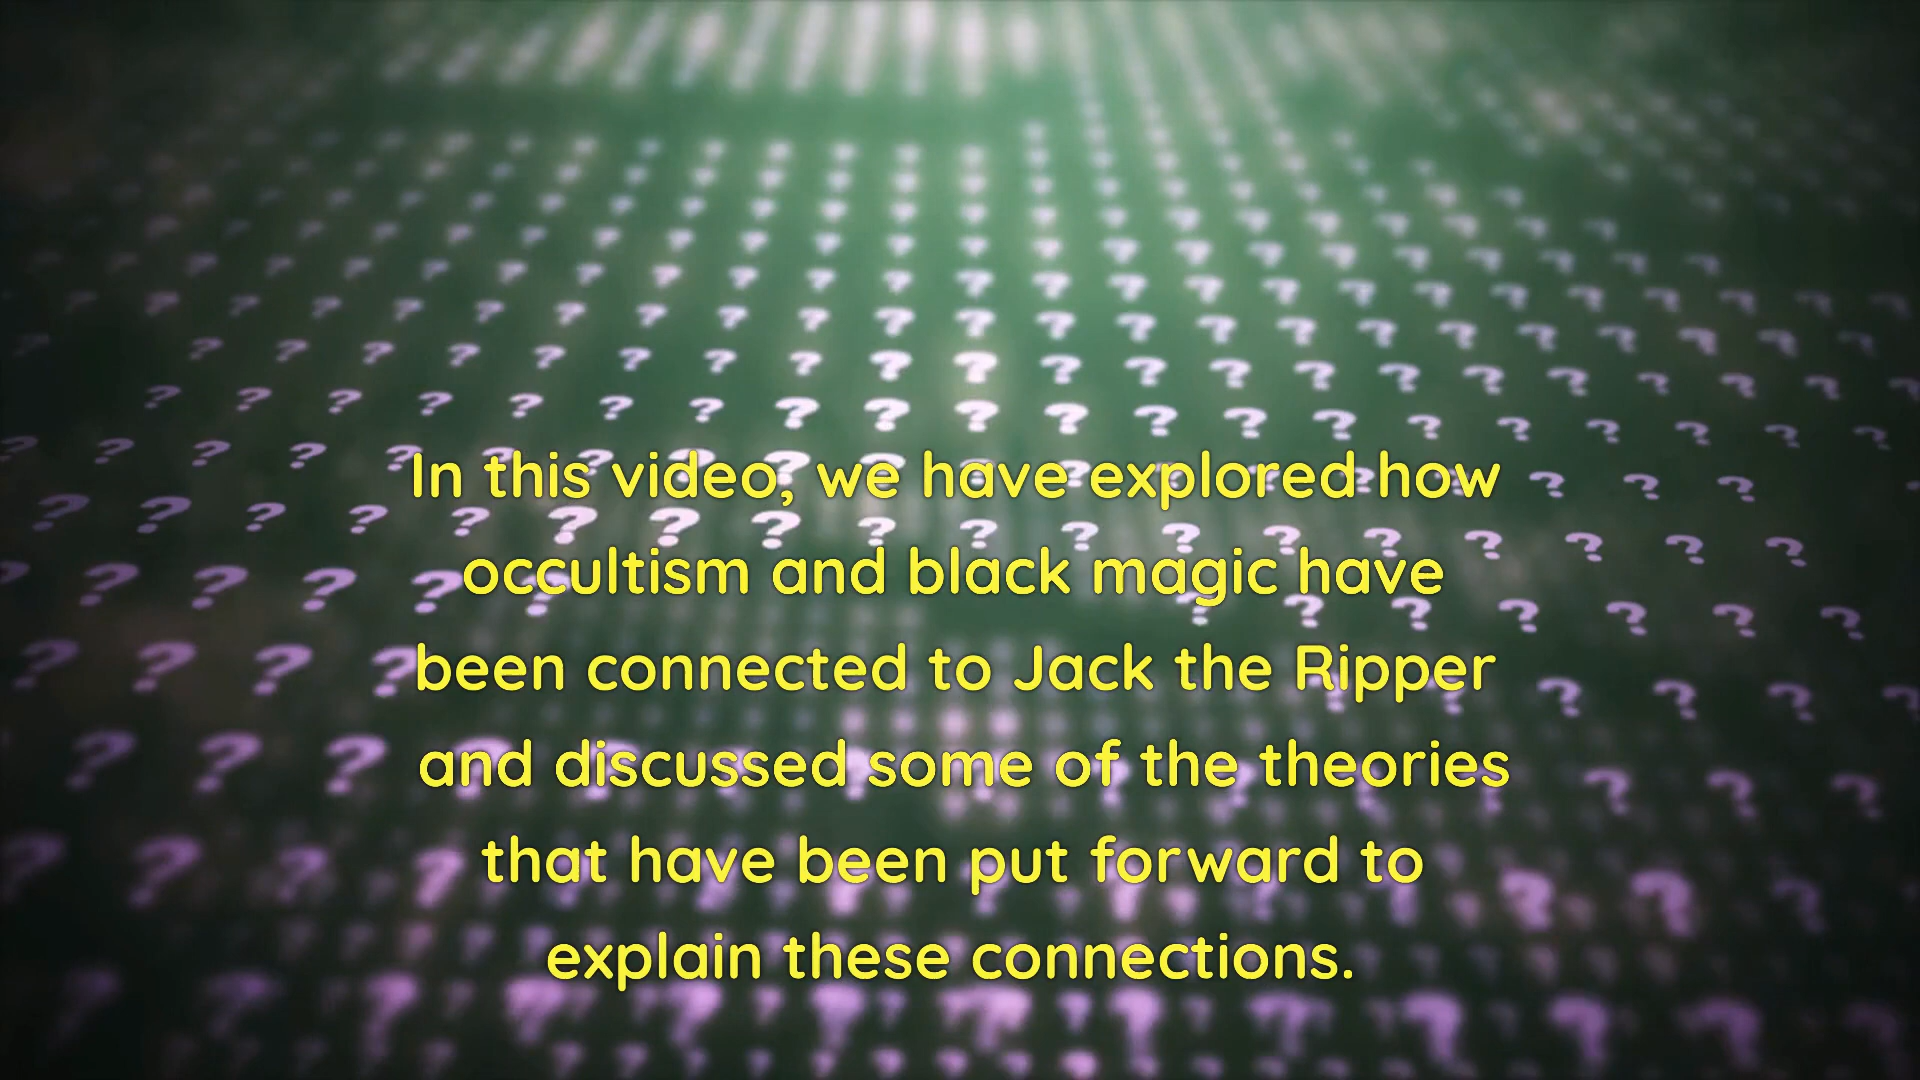 In this video, we have explored how
occultism and black magic have
been connected to Jack the Ripper
and discussed some of the theories
that have been put forward to
explain these connections.